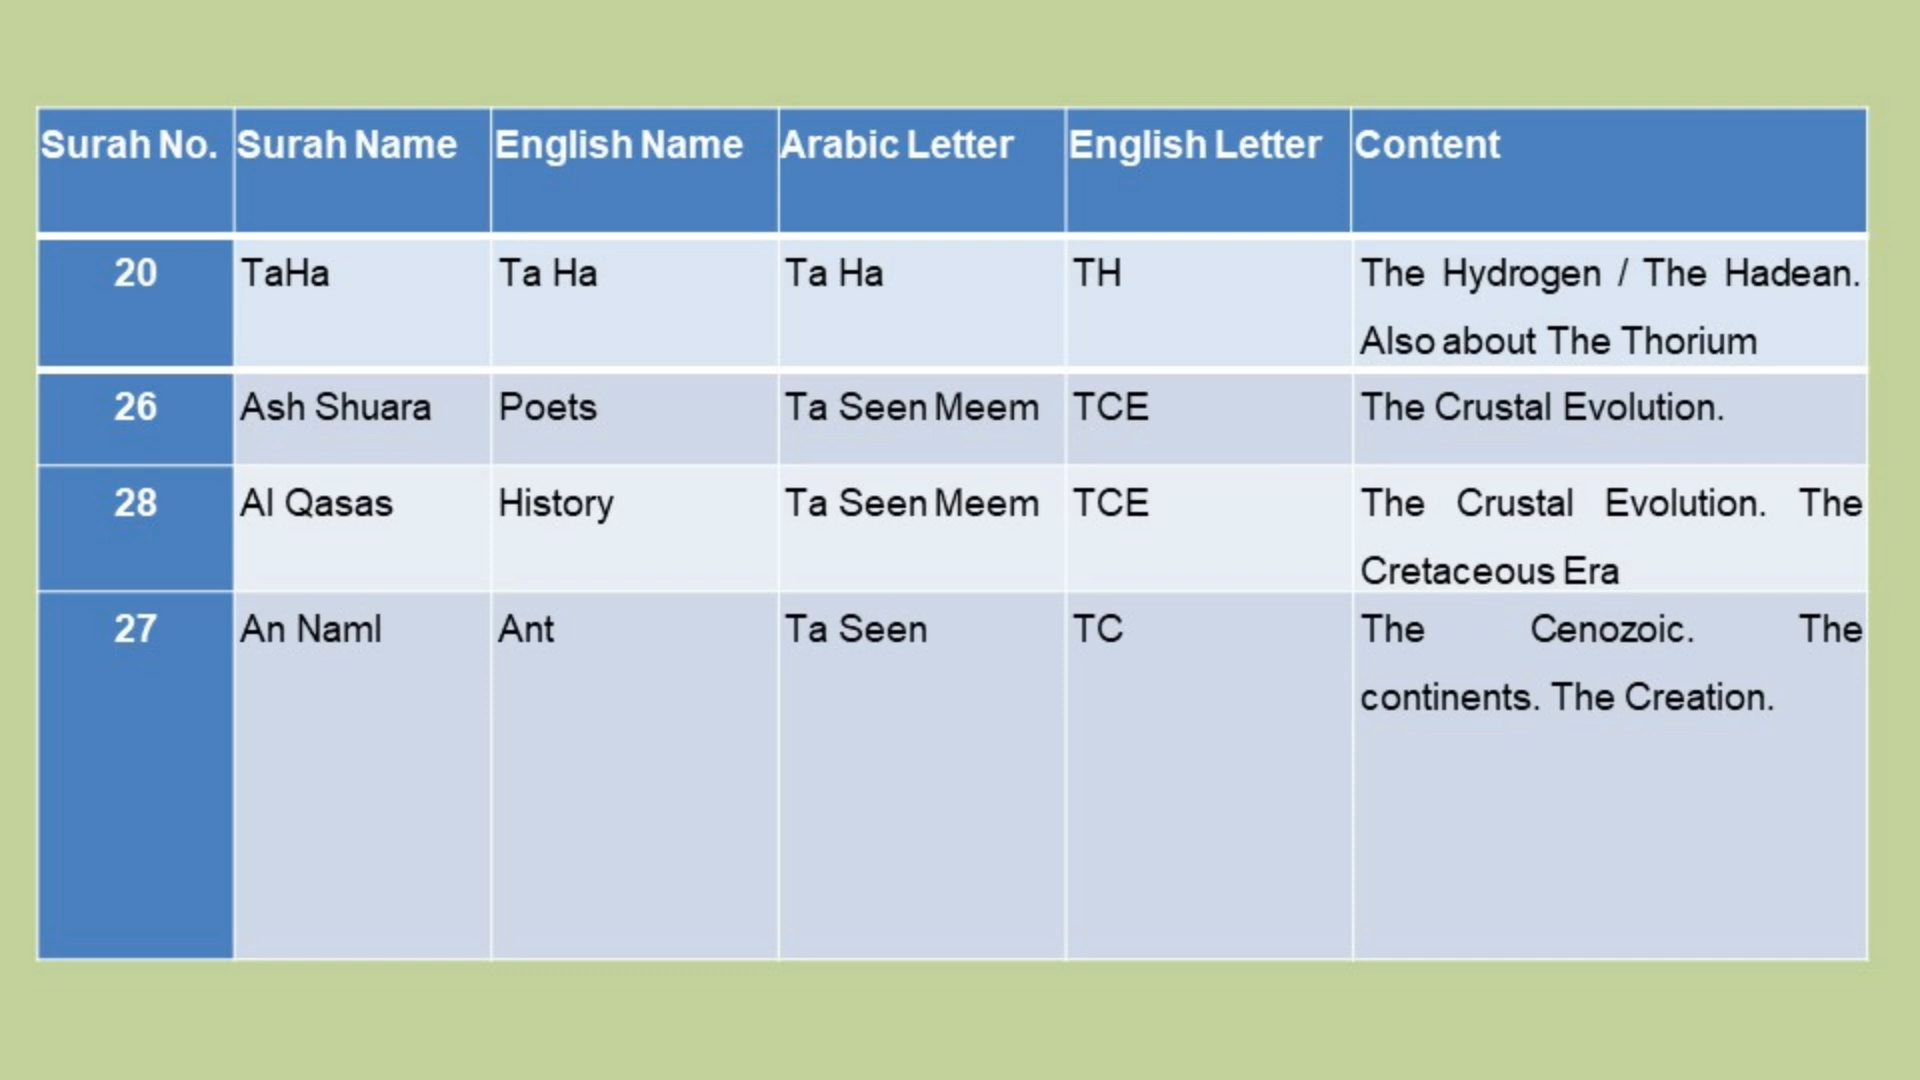 Surah No. Surah Name English Name Arabic Letter English Letter Content
20 TaHa Ta Ha Ta Ha TH The Hydrogen / The Hadean.
Also about The Thorium
26 Ash Shuara Poets Ta Seen Meem TCE The Crustal Evolution.
28 Al Qasas History Ta Seen Meem TCE The Crustal Evolution. The
Cretaceous Era
27 An Naml Ant Ta Seen TC The Cenozoic. The
continents. The Creation.